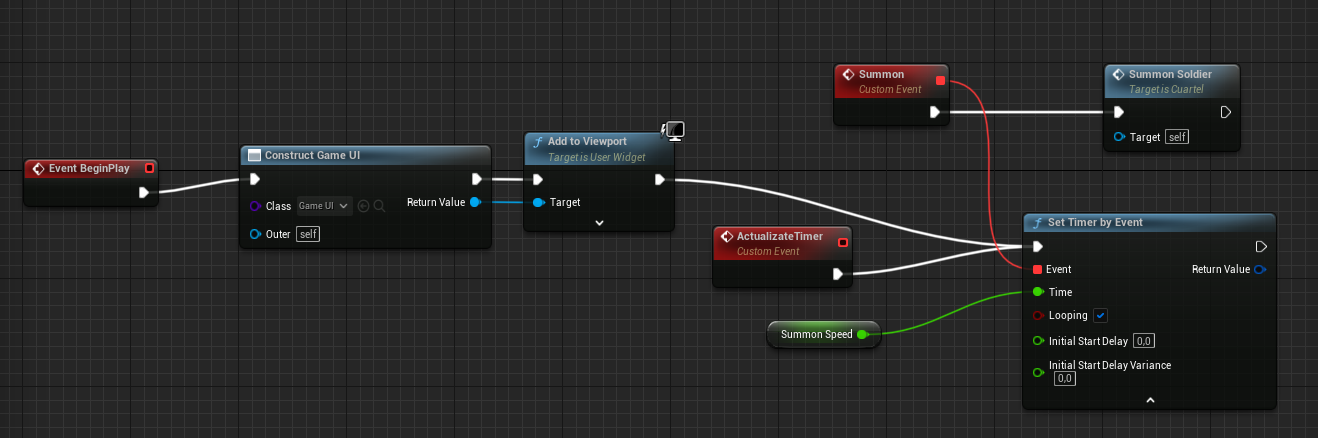 Event BeginPlay
Construct Game UI
Class
Game UI
Return Value
Outer
self
Add to Viewport
Target is User Widget
Target
Summon
Custom Event
Summon Soldier
Target is Cuartel
Target
self
ActualizateTimer
Custom Event
Summon Speed
Set Timer by Event
Event
Return Value
Time
Looping
Initial Start Delay
0,0
Initial Start Delay Variance
0,0